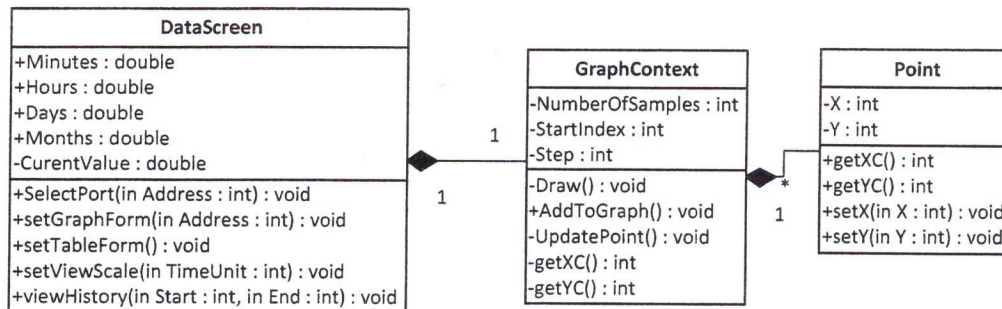 DataScreen
+Minutes : double
+Hours : double
+Days : double
+Months : double
-CurentValue : double
+SelectPort(in Address : int) : void
+setGraphForm(in Address : int) : void
+setTableForm() : void
+setViewScale(in TimeUnit : int) : void
+viewHistory(in Start : int, in End : int) : void
1
1
GraphContext
-NumberOfSamples : int
-StartIndex : int
-Step : int
-Draw() : void
+AddToGraph() : void
-UpdatePoint() : void
-getXC() : int
-getYC() : int
*
1
Point
-X : int
-Y : int
+getXC() : int
+getYC() : int
+setX(in X : int) : void
+setY(in Y : int) : void